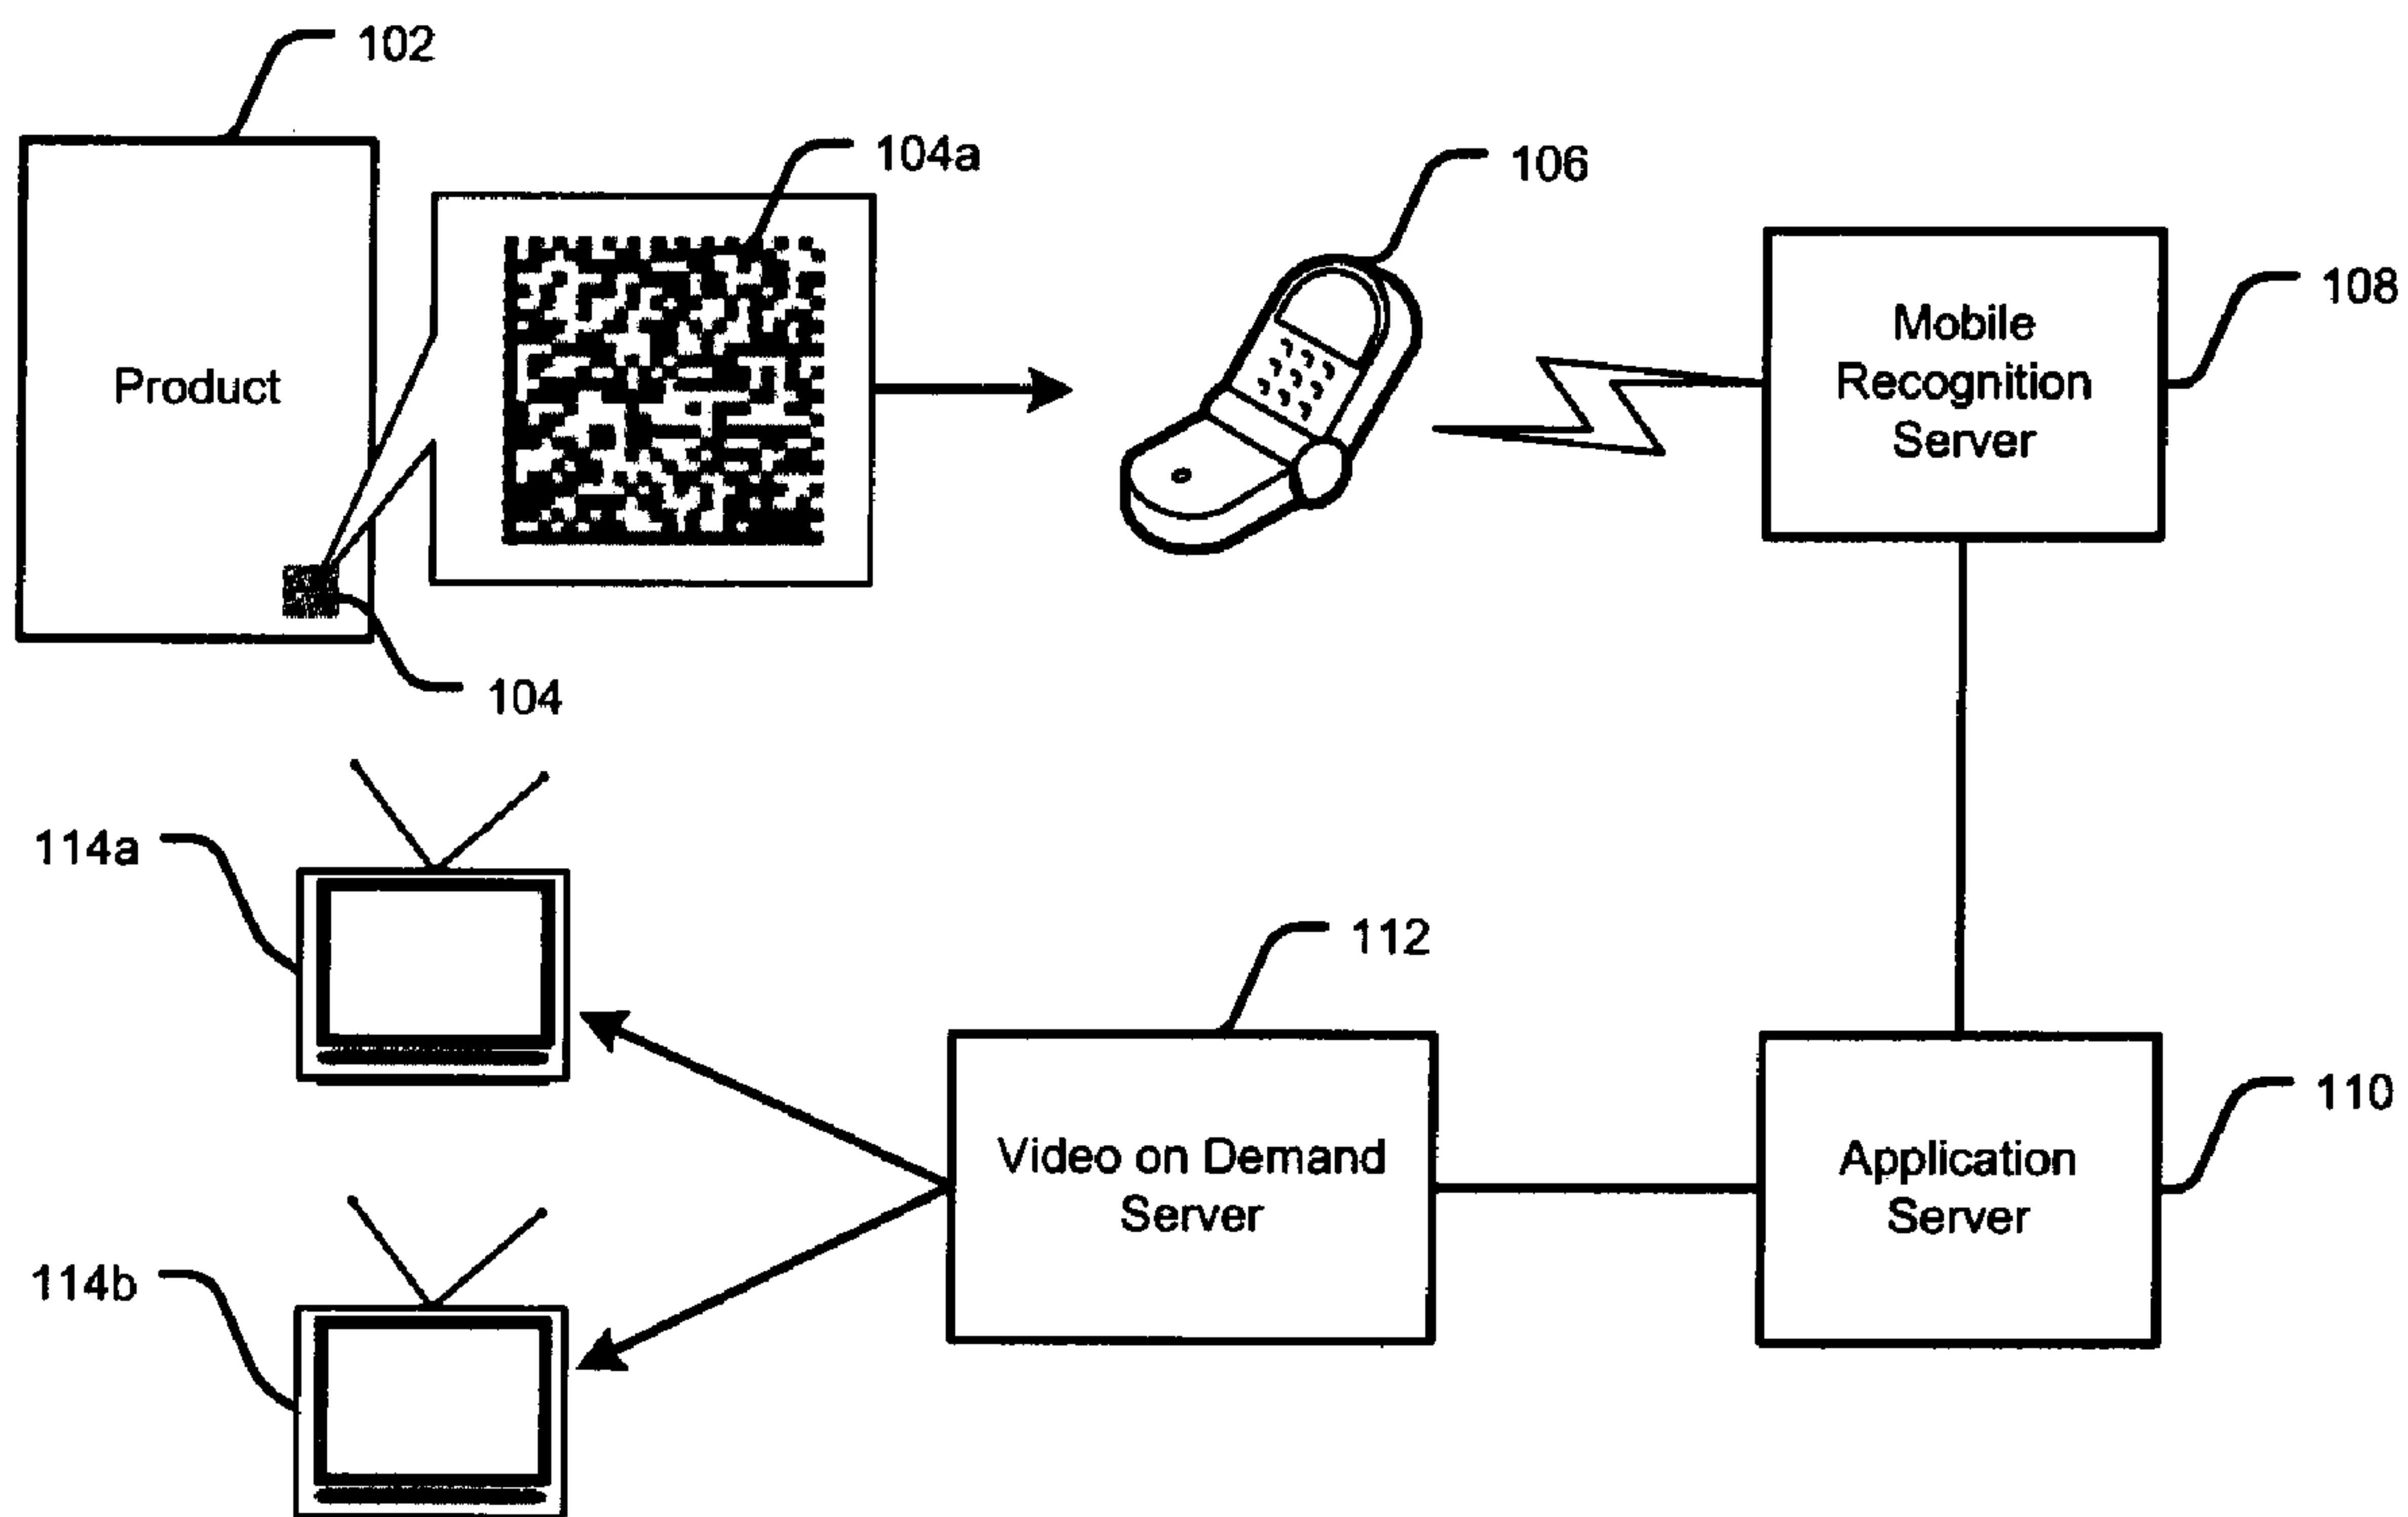 102
104a
106
Product
Mobile
Recognition
Server
108
104
114a
112
Video on Demand
Server
Application
Server
110
114b